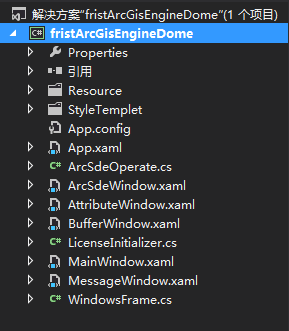 解决方案“fristArcGisEngineDome”(1 个项目)
C# fristArcGisEngineDome
Properties
引用
Resource
StyleTemplet
App.config
App.xaml
C# ArcSdeOperate.cs
ArcSdeWindow.xaml
AttributeWindow.xaml
BufferWindow.xaml
C# LicenseInitializer.cs
MainWindow.xaml
MessageWindow.xaml
C# WindowsFrame.cs